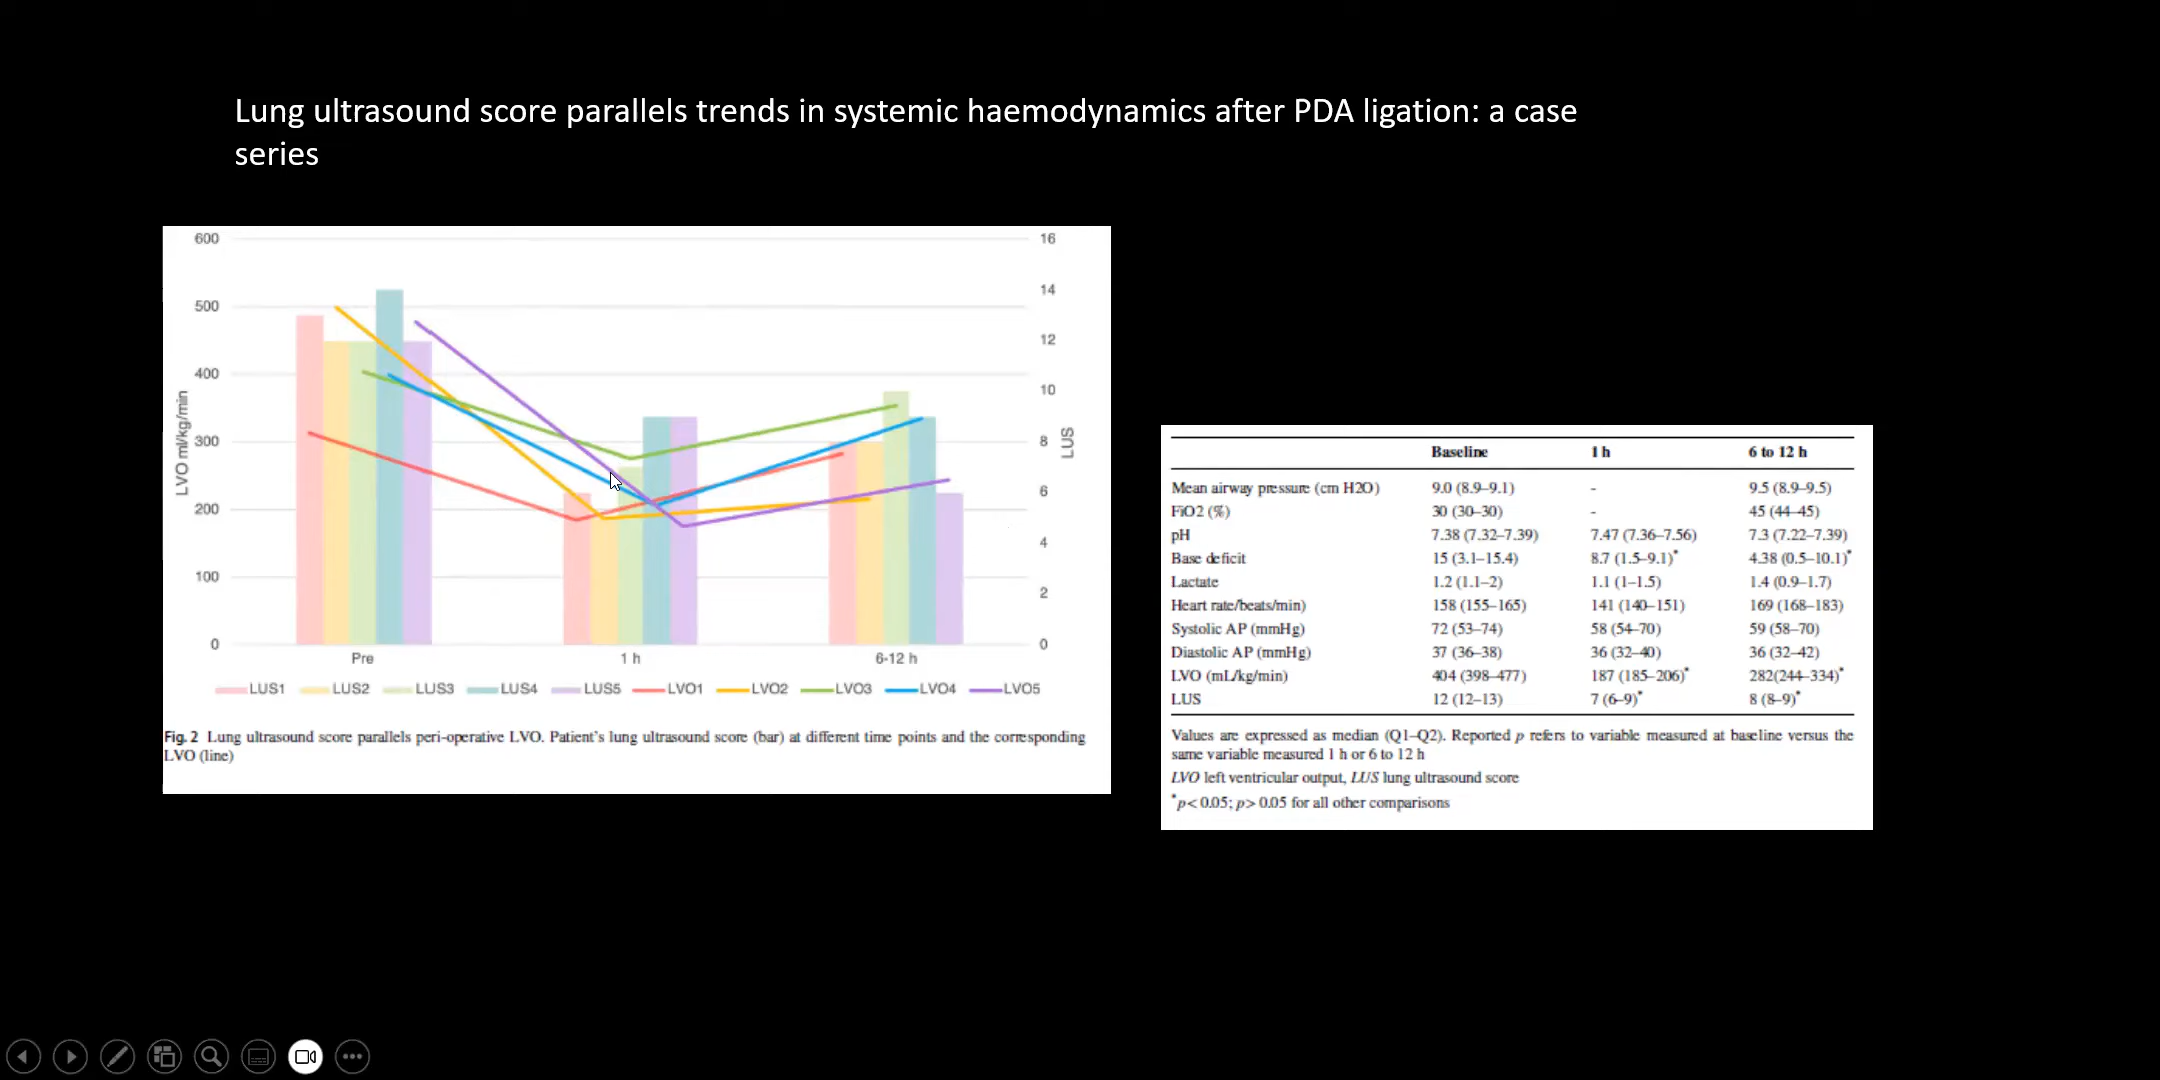 Lung ultrasound score parallels trends in systemic haemodynamics after PDA ligation: a case
series
600
500
400
300
200
100
0
LVO ml/kg/min
16
14
12
10
8
6
4
2
0
LUS
Pre 1 h 6-12 h
LUS1 LUS2 LUS3 LUS4 LUS5 LVO1 LVO2 LVO3 LVO4 LVO5
Fig. 2 Lung ultrasound score parallels peri-operative LVO. Patient's lung ultrasound score (bar) at different time points and the corresponding
LVO (line)
Baseline 1 h 6 to 12 h
Mean airway pressure (cm H2O) 9.0 (8.9–9.1) - 9.5 (8.9–9.5)
FiO2 (%) 30 (30–30) - 45 (44–45)
pH 7.38 (7.32–7.39) 7.47 (7.36–7.56) 7.3 (7.22–7.39)
Base deficit 15 (3.1–15.4) 8.7 (1.5–9.1)* 4.38 (0.5–10.1)*
Lactate 1.2 (1.1–2) 1.1 (1–1.5) 1.4 (0.9–1.7)
Heart rate/beats/min) 158 (155–165) 141 (140–151) 169 (168–183)
Systolic AP (mmHg) 72 (53–74) 58 (54–70) 59 (58–70)
Diastolic AP (mmHg) 37 (36–38) 36 (32–40) 36 (32–42)
LVO (mL/kg/min) 404 (398–477) 187 (185–206)* 282(244–334)*
LUS 12 (12–13) 7 (6–9)* 8 (8–9)*
Values are expressed as median (Q1–Q2). Reported p refers to variable measured at baseline versus the
same variable measured 1 h or 6 to 12 h
LVO left ventricular output, LUS lung ultrasound score
*p< 0.05; p> 0.05 for all other comparisons